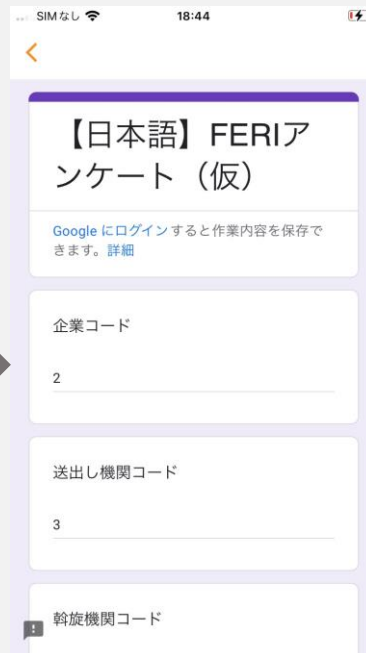 SIMなし 18:44
【日本語】FERIア
ンケート（仮）
Google にログインすると作業内容を保存で
きます。詳細
企業コード
2
送出し機関コード
3
斡旋機関コード